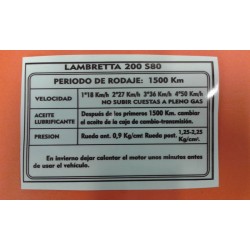 LAMBRETTA 200 S80
PERIODO DE RODAJE: 1500 Km
VELOCIDAD 1ª18 Km/h 2ª27 Km/h 3ª36 Km/h 4ª50 Km/h
NO SUBIR CUESTAS A PLENO GAS
ACEITE LUBRIFICANTE Después de los primeros 1500 Km. cambiar
el aceite de la caja de cambio-transmisión.
PRESION Rueda ant. 0,9 Kg/cm². Rueda post. 1,25-2,25 Kg/cm².
En invierno dejar calentar el motor unos minutos antes
de usar el vehículo.